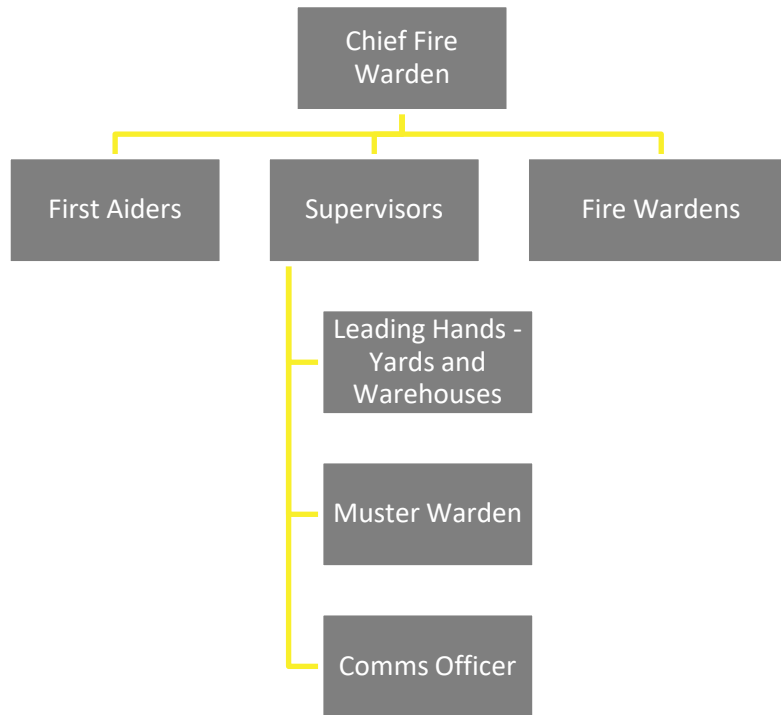 Chief Fire
Warden
First Aiders
Supervisors
Fire Wardens
Leading Hands -
Yards and
Warehouses
Muster Warden
Comms Officer